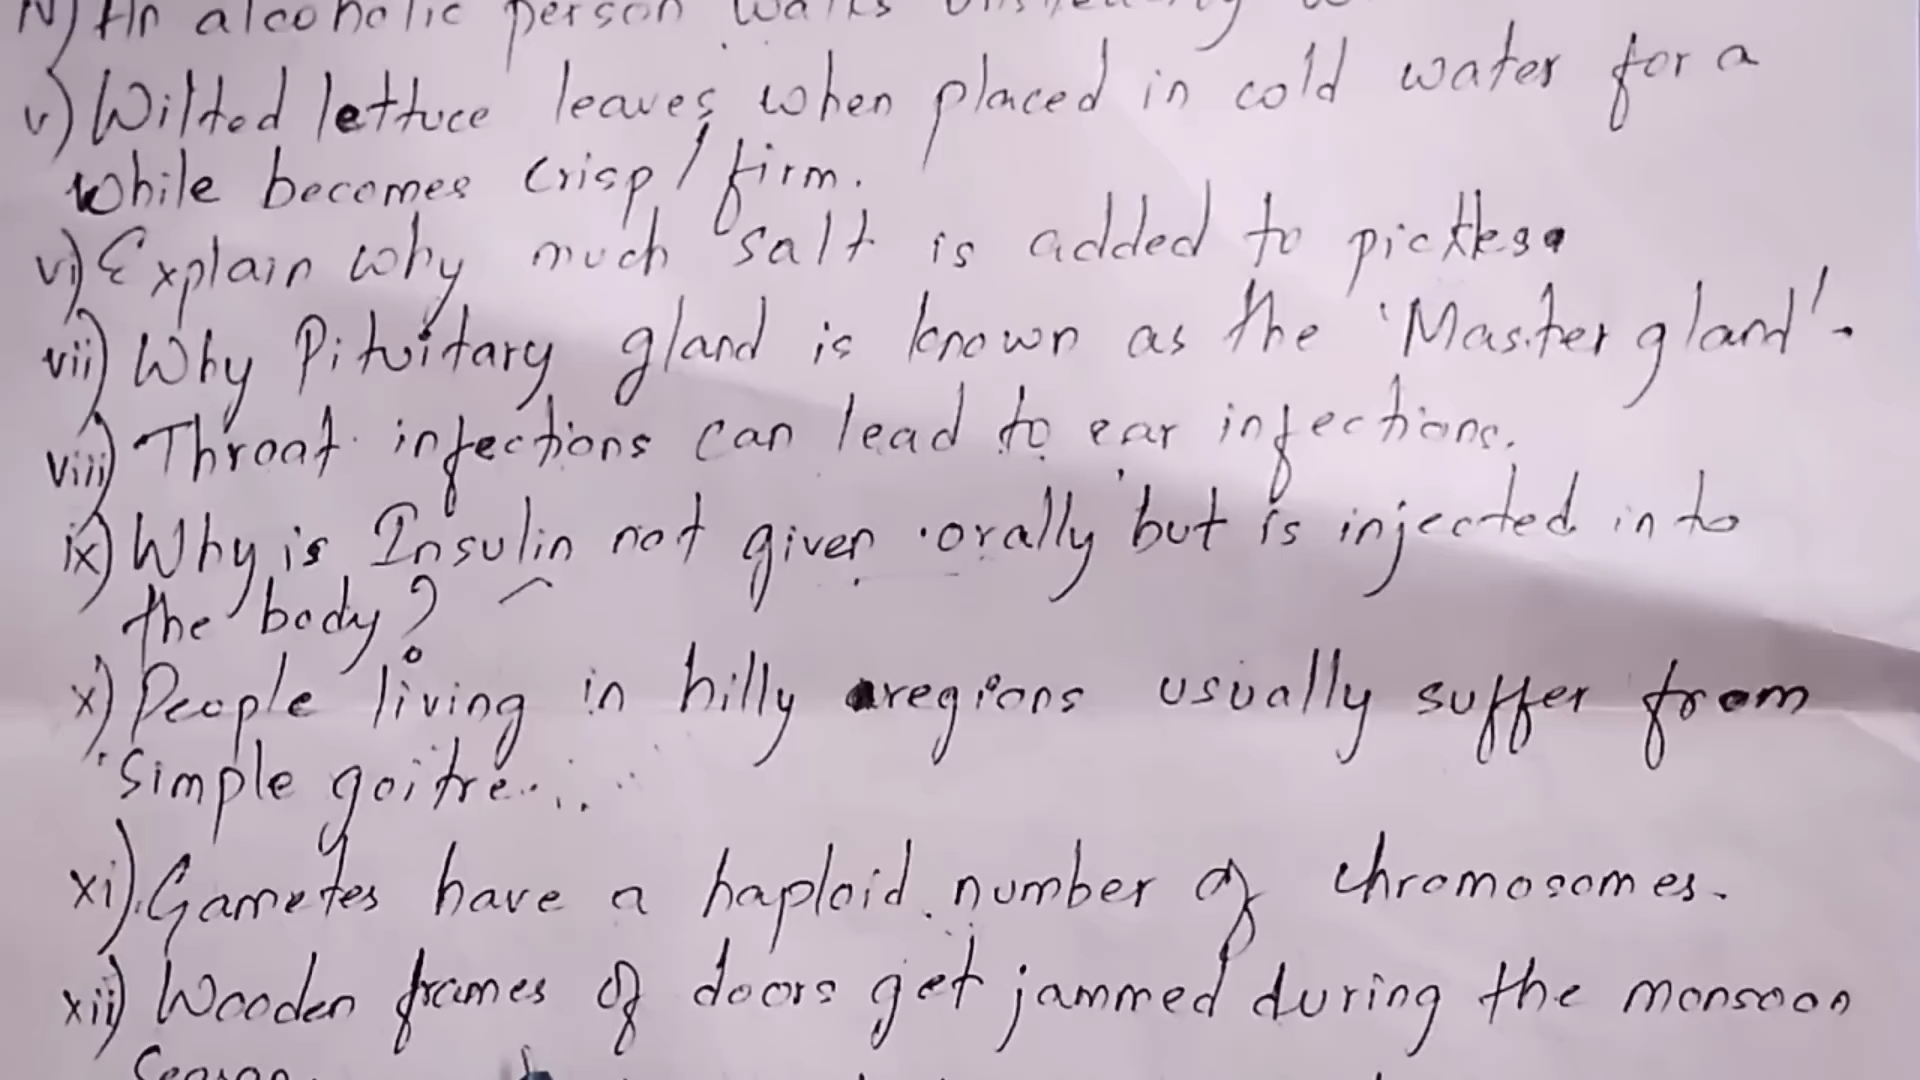 iv) An alcoholic person walks
v) Wilted lettuce leaves when placed in cold water for a
while becomes crisp/firm.
vi) Explain why much salt is added to pickles.
vii) Why Pituitary gland is known as the 'Master gland'.
viii) Throat infections can lead to ear infections.
ix) Why is Insulin not given orally but is injected into
the body?
x) People living in hilly regions usually suffer from
Simple goitre...
xi) Gametes have a haploid number of chromosomes.
xii) Wooden frames of doors get jammed during the monsoon
Season.